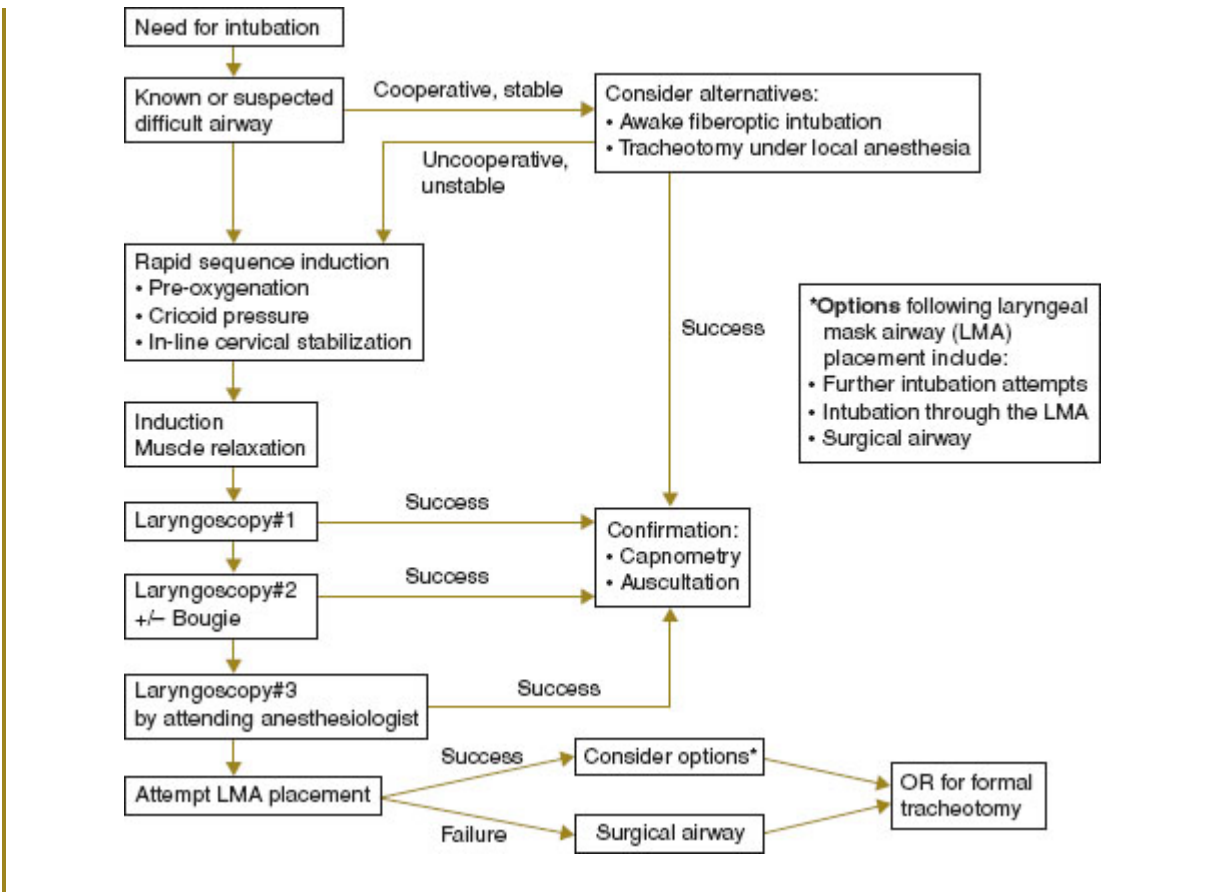 Need for intubation
Known or suspected
difficult airway
Cooperative, stable
Consider alternatives:
• Awake fiberoptic intubation
• Tracheotomy under local anesthesia
Uncooperative,
unstable
Rapid sequence induction
• Pre-oxygenation
• Cricoid pressure
• In-line cervical stabilization
Success
*Options following laryngeal
mask airway (LMA)
placement include:
• Further intubation attempts
• Intubation through the LMA
• Surgical airway
Induction
Muscle relaxation
Laryngoscopy#1
Success
Confirmation:
• Capnometry
• Auscultation
Laryngoscopy#2
+/– Bougie
Success
Laryngoscopy#3
by attending anesthesiologist
Success
Attempt LMA placement
Success
Consider options*
Failure
Surgical airway
OR for formal
tracheotomy